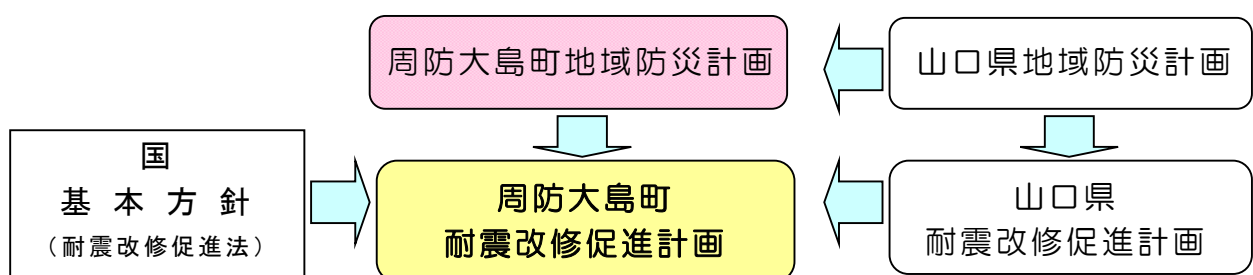 周防大島町地域防災計画
山口県地域防災計画
国
基本方針
（耐震改修促進法）
周防大島町
耐震改修促進計画
山口県
耐震改修促進計画